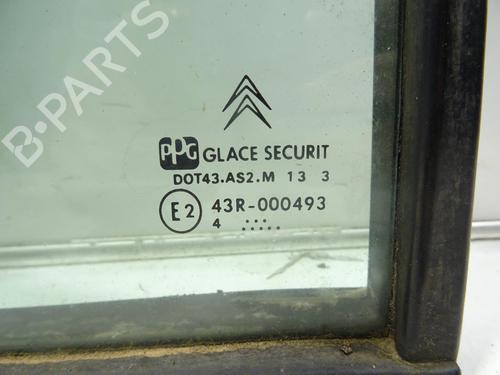 B-PARTS
PPG GLACE SECURIT
DOT43.AS2.M 13 3
E2 43R-000493
4